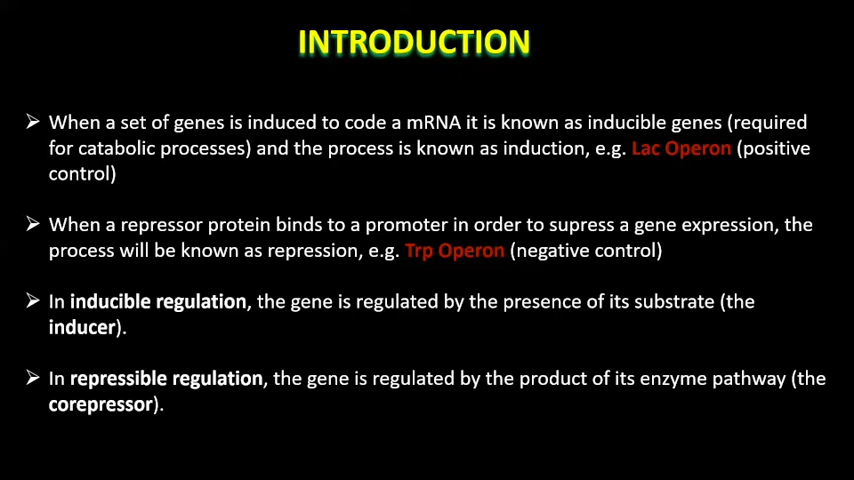 INTRODUCTION
➢ When a set of genes is induced to code a mRNA it is known as inducible genes (required
for catabolic processes) and the process is known as induction, e.g. Lac Operon (positive
control)
➢ When a repressor protein binds to a promoter in order to supress a gene expression, the
process will be known as repression, e.g. Trp Operon (negative control)
➢ In inducible regulation, the gene is regulated by the presence of its substrate (the
inducer).
➢ In repressible regulation, the gene is regulated by the product of its enzyme pathway (the
corepressor).